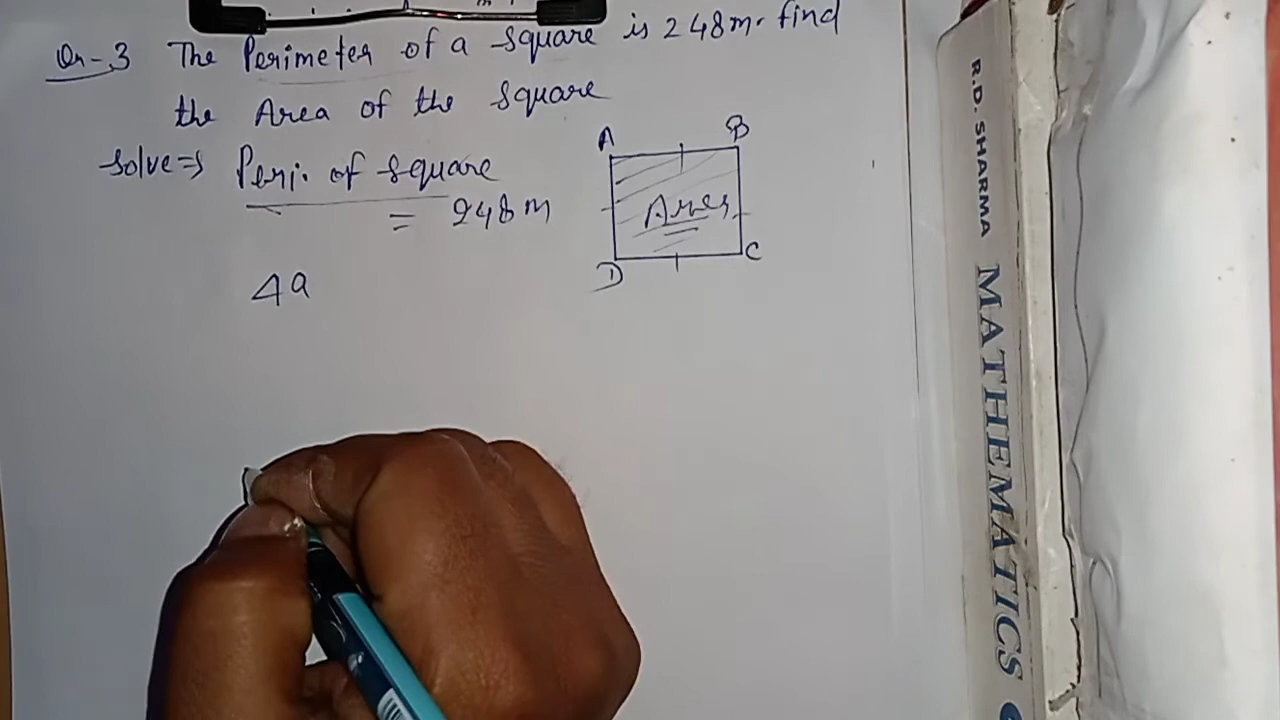 Qn-3 The Perimeter of a square is 248m. find
the Area of the square
Solve⇒ Peri. of square
= 248m
4a
A
B
Area
D
C
R.D. SHARMA
MATHEMATICS